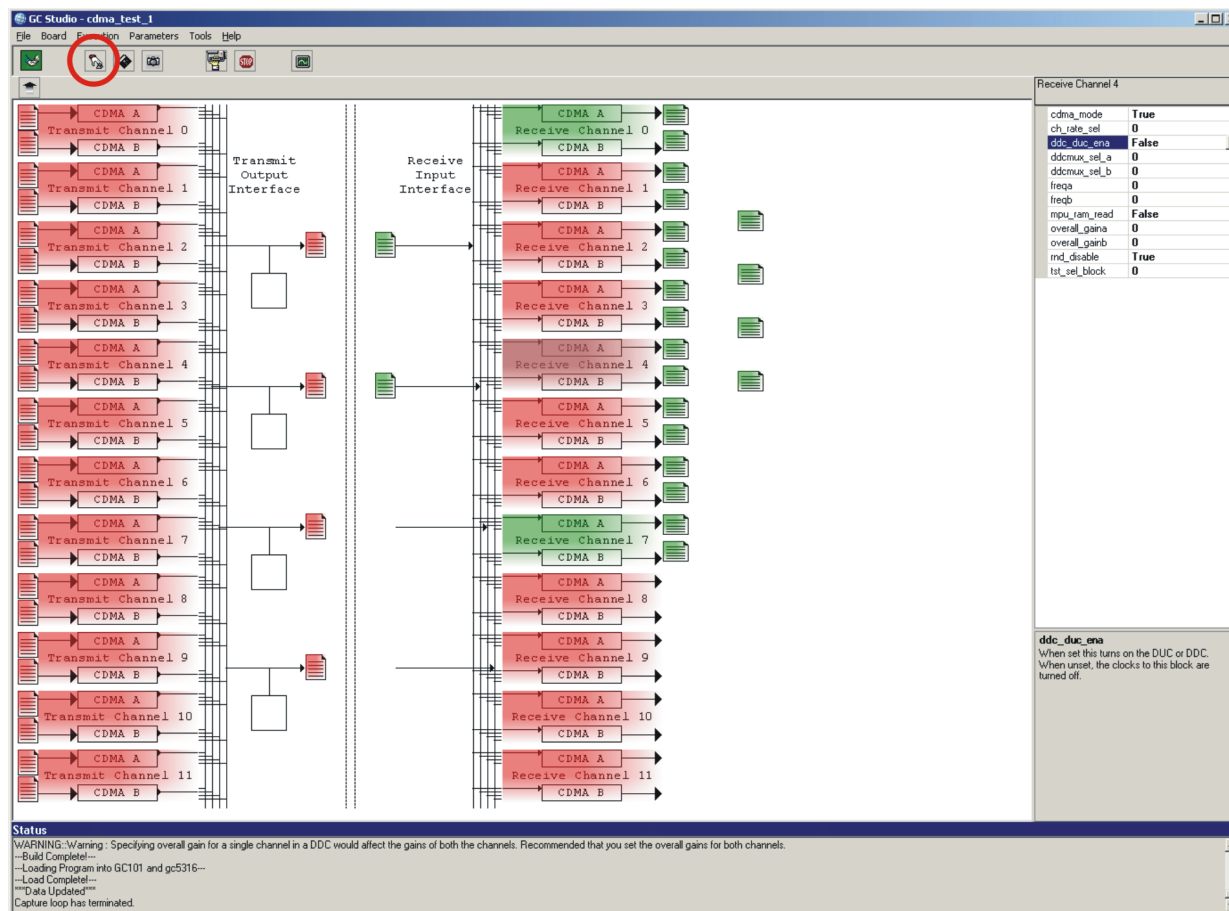 GC Studio - cdma_test_1
File Board Execution Parameters Tools Help
STOP
Receive Channel 4
cdma_mode True
ch_rate_sel 0
ddc_duc_ena False
ddcmux_sel_a 0
ddcmux_sel_b 0
freqa 0
freqb 0
mpu_ram_read False
overall_gaina 0
overall_gainb 0
rnd_disable True
tst_sel_block 0
CDMA A
Transmit Channel 0
CDMA B
CDMA A
Transmit Channel 1
CDMA B
CDMA A
Transmit Channel 2
CDMA B
CDMA A
Transmit Channel 3
CDMA B
CDMA A
Transmit Channel 4
CDMA B
CDMA A
Transmit Channel 5
CDMA B
CDMA A
Transmit Channel 6
CDMA B
CDMA A
Transmit Channel 7
CDMA B
CDMA A
Transmit Channel 8
CDMA B
CDMA A
Transmit Channel 9
CDMA B
CDMA A
Transmit Channel 10
CDMA B
CDMA A
Transmit Channel 11
CDMA B
Transmit
Output
Interface
Receive
Input
Interface
CDMA A
Receive Channel 0
CDMA B
CDMA A
Receive Channel 1
CDMA B
CDMA A
Receive Channel 2
CDMA B
CDMA A
Receive Channel 3
CDMA B
CDMA A
Receive Channel 4
CDMA B
CDMA A
Receive Channel 5
CDMA B
CDMA A
Receive Channel 6
CDMA B
CDMA A
Receive Channel 7
CDMA B
CDMA A
Receive Channel 8
CDMA B
CDMA A
Receive Channel 9
CDMA B
CDMA A
Receive Channel 10
CDMA B
CDMA A
Receive Channel 11
CDMA B
ddc_duc_ena
When set this turns on the DUC or DDC.
When unset, the clocks to this block are
turned off.
Status
WARNING::Warning : Specifying overall gain for a single channel in a DDC would affect the gains of both the channels. Recommended that you set the overall gains for both channels.
---Build Complete!---
---Loading Program into GC101 and gc5316---
---Load Complete!---
***Data Updated***
Capture loop has terminated.